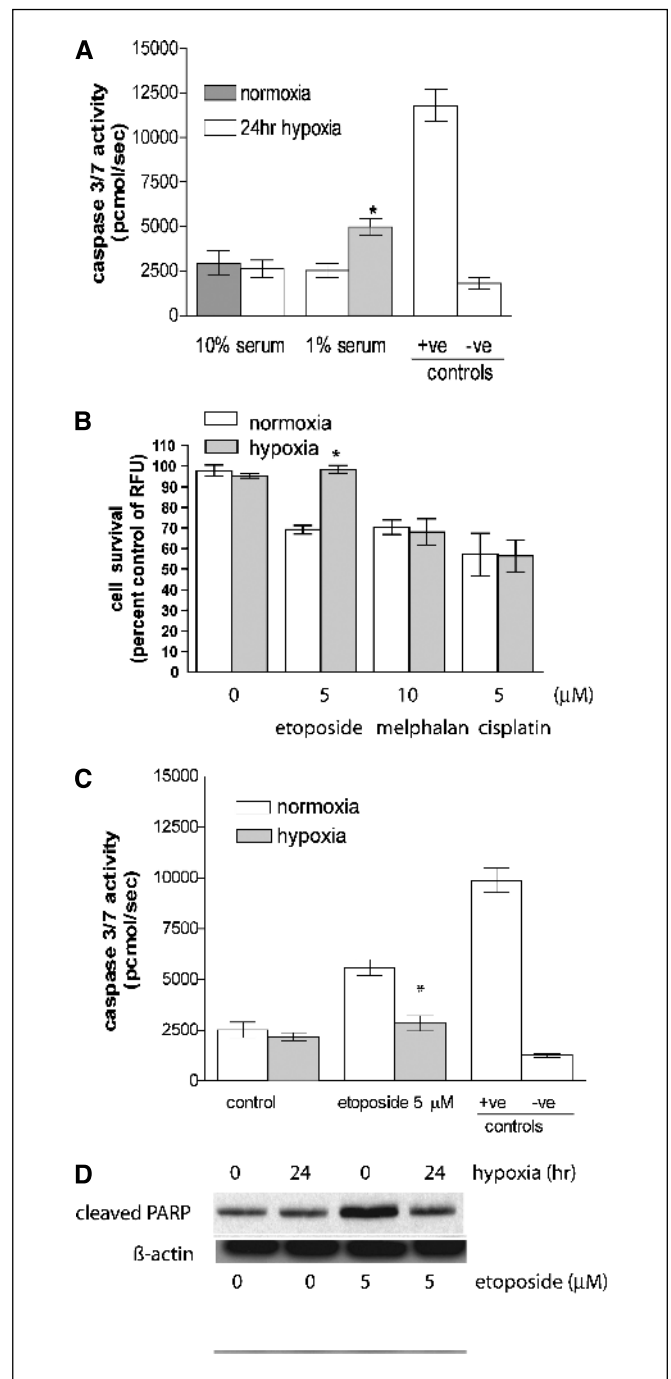 A
caspase 3/7 activity
(pcmol/sec)
15000
12500
10000
7500
5000
2500
0
normoxia
24hr hypoxia
*
10% serum 1% serum +ve -ve
controls
B
normoxia
hypoxia
cell survival
(percent control of RFU)
110
100
90
80
70
60
50
40
30
20
10
0
*
0 5 10 5 (μM)
etoposide melphalan cisplatin
C
caspase 3/7 activity
(pcmol/sec)
15000
12500
10000
7500
5000
2500
0
normoxia
hypoxia
*
control etoposide 5 μM +ve -ve
controls
D
0 24 0 24 hypoxia (hr)
cleaved PARP
ß-actin
0 0 5 5 etoposide (μM)